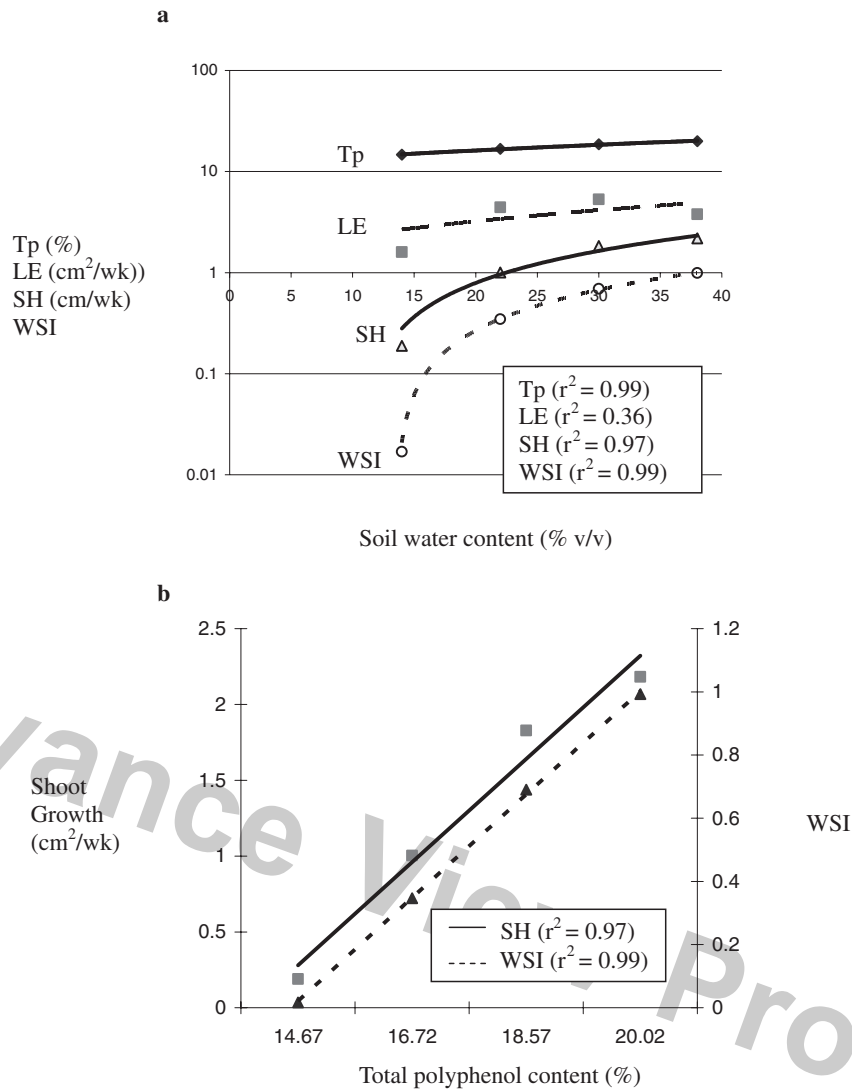 a
100
10
1
0.1
0.01
0 5 10 15 20 25 30 35 40
Tp
LE
SH
WSI
Tp (%)
LE (cm²/wk))
SH (cm/wk)
WSI
Tp (r² = 0.99)
LE (r² = 0.36)
SH (r² = 0.97)
WSI (r² = 0.99)
Soil water content (% v/v)
b
2.5
2
1.5
1
0.5
0
Shoot
Growth
(cm²/wk)
1.2
1
0.8
0.6
0.4
0.2
0
WSI
SH (r² = 0.97)
WSI (r² = 0.99)
14.67 16.72 18.57 20.02
Total polyphenol content (%)
vance View Pro